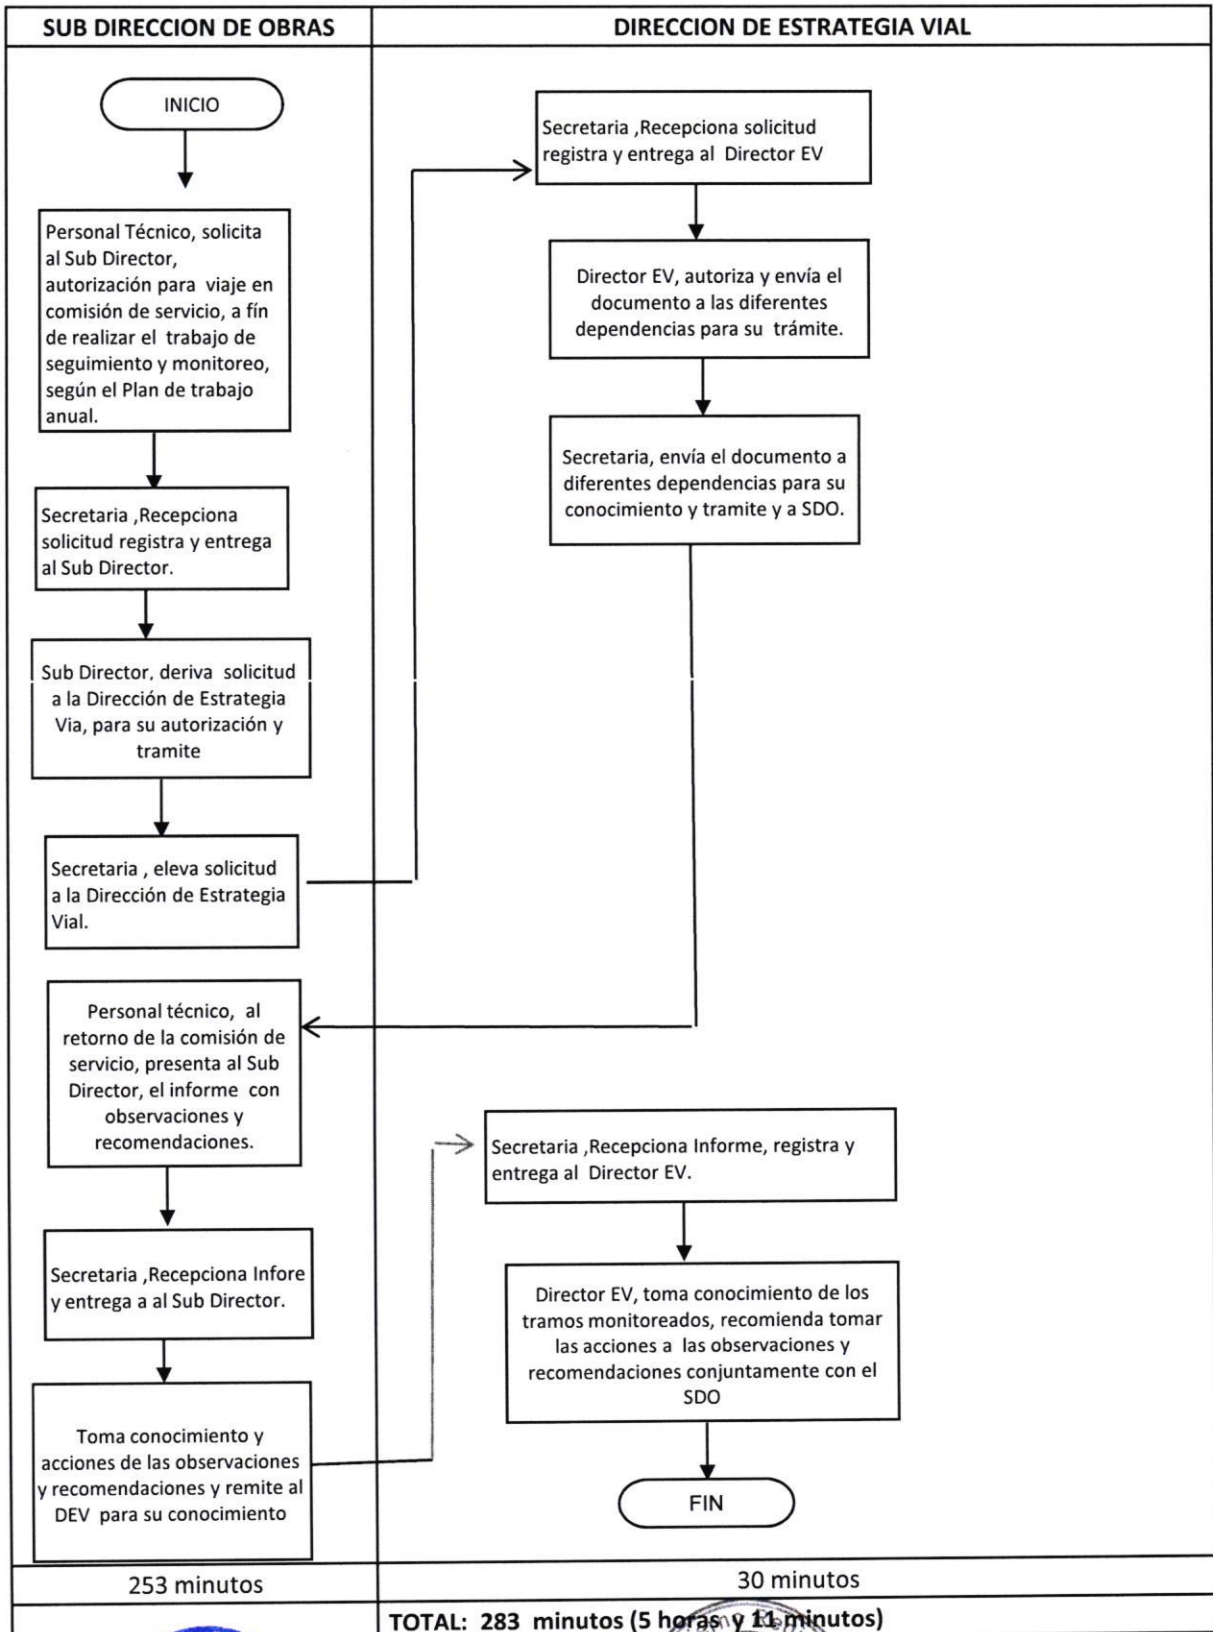 SUB DIRECCION DE OBRAS
DIRECCION DE ESTRATEGIA VIAL
INICIO
Personal Técnico, solicita
al Sub Director,
autorización para viaje en
comisión de servicio, a fín
de realizar el trabajo de
seguimiento y monitoreo,
según el Plan de trabajo
anual.
Secretaria ,Recepciona
solicitud registra y entrega
al Sub Director.
Sub Director, deriva solicitud
a la Dirección de Estrategia
Via, para su autorización y
tramite
Secretaria , eleva solicitud
a la Dirección de Estrategia
Vial.
Secretaria ,Recepciona solicitud
registra y entrega al Director EV
Director EV, autoriza y envía el
documento a las diferentes
dependencias para su trámite.
Secretaria, envía el documento a
diferentes dependencias para su
conocimiento y tramite y a SDO.
Personal técnico, al
retorno de la comisión de
servicio, presenta al Sub
Director, el informe con
observaciones y
recomendaciones.
Secretaria ,Recepciona Infore
y entrega a al Sub Director.
Toma conocimiento y
acciones de las observaciones
y recomendaciones y remite al
DEV para su conocimiento
Secretaria ,Recepciona Informe, registra y
entrega al Director EV.
Director EV, toma conocimiento de los
tramos monitoreados, recomienda tomar
las acciones a las observaciones y
recomendaciones conjuntamente con el
SDO
FIN
253 minutos
30 minutos
TOTAL: 283 minutos (5 horas y 11 minutos)